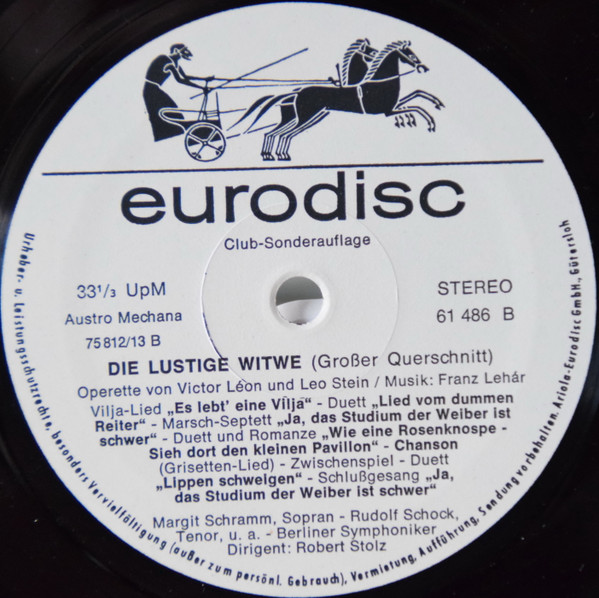 eurodisc
Club-Sonderauflage
33 1/3 UpM
STEREO
Austro Mechana
61 486 B
75812/13 B
DIE LUSTIGE WITWE (Großer Querschnitt)
Operette von Victor Léon und Leo Stein / Musik: Franz Lehár
Vilja-Lied „Es lebt' eine Vilja“ - Duett „Lied vom dummen
Reiter“ - Marsch-Septett „Ja, das Studium der Weiber ist
schwer“ - Duett und Romanze „Wie eine Rosenknospe -
Sieh dort den kleinen Pavillon“ - Chanson
(Grisetten-Lied) - Zwischenspiel - Duett
„Lippen schweigen“ - Schlußgesang „Ja,
das Studium der Weiber ist schwer“
Margit Schramm, Sopran - Rudolf Schock,
Tenor, u. a. - Berliner Symphoniker
Dirigent: Robert Stolz
Urheber- u. Leistungsschutzrechte, besonders Vervielfältigung (außer zum persönl. Gebrauch), Vermietung, Aufführung, Sendung vorbehalten. Ariola-Eurodisc GmbH., Gütersloh